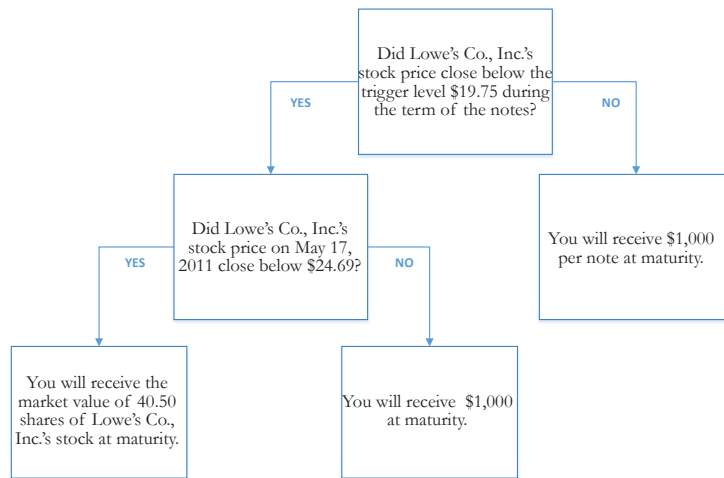 Did Lowe's Co., Inc.'s
stock price close below the
trigger level $19.75 during
the term of the notes?
YES
NO
Did Lowe's Co., Inc.'s
stock price on May 17,
2011 close below $24.69?
You will receive $1,000
per note at maturity.
YES
NO
You will receive the
market value of 40.50
shares of Lowe's Co.,
Inc.'s stock at maturity.
You will receive $1,000
at maturity.